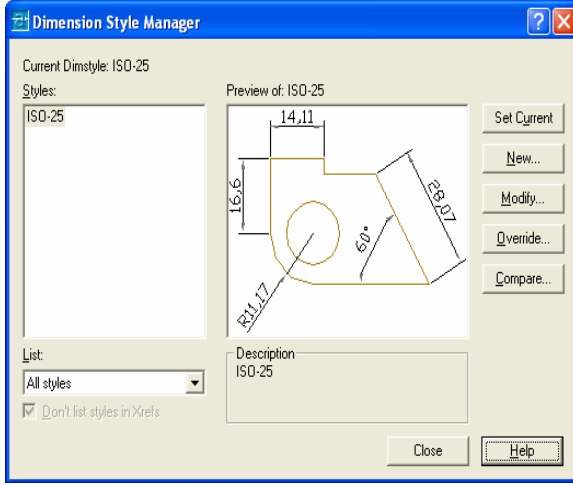 Dimension Style Manager
Current Dimstyle: ISO-25
Styles:
ISO-25
Preview of: ISO-25
14,11
16,6
28,07
60°
R11,17
Set Current
New...
Modify...
Override...
Compare...
List:
All styles
Don't list styles in Xrefs
Description
ISO-25
Close
Help